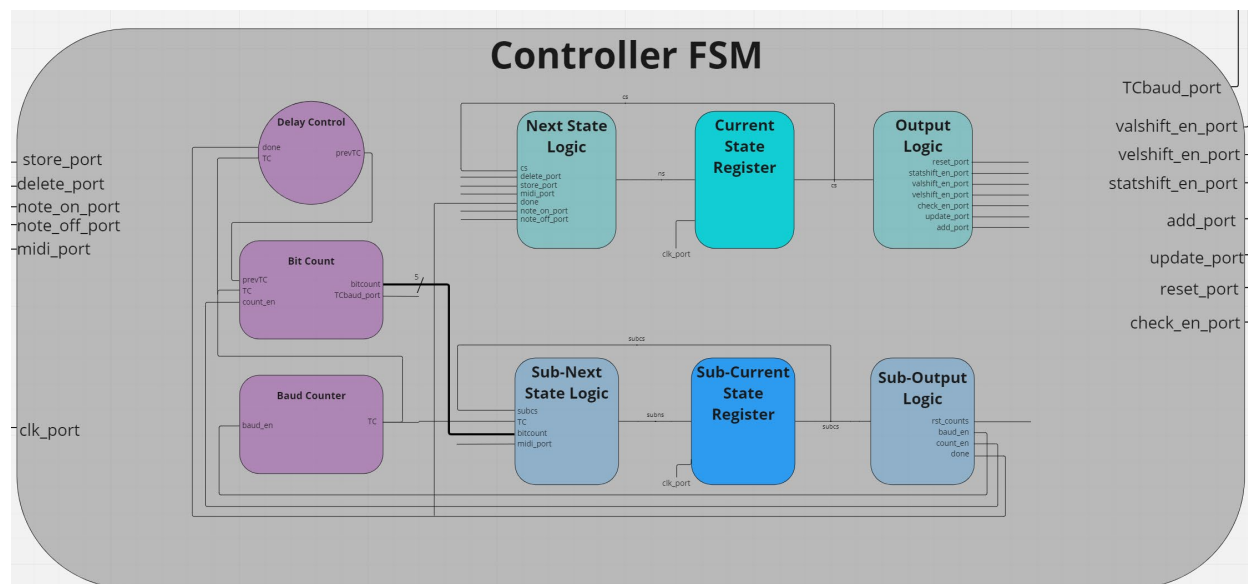 Controller FSM
store_port
delete_port
note_on_port
note_off_port
midi_port
clk_port
Delay Control
done
TC
prevTC
Bit Count
prevTC
TC
count_en
bitcount
TCbaud_port
5
Baud Counter
baud_en
TC
cs
Next State
Logic
cs
delete_port
store_port
midi_port
done
note_on_port
note_off_port
ns
Current
State
Register
clk_port
cs
Output
Logic
reset_port
statshift_en_port
valshift_en_port
velshift_en_port
check_en_port
update_port
add_port
subcs
Sub-Next
State Logic
subcs
TC
bitcount
midi_port
subns
Sub-Current
State
Register
clk_port
subcs
Sub-Output
Logic
rst_counts
baud_en
count_en
done
TCbaud_port
valshift_en_port
velshift_en_port
statshift_en_port
add_port
update_port
reset_port
check_en_port